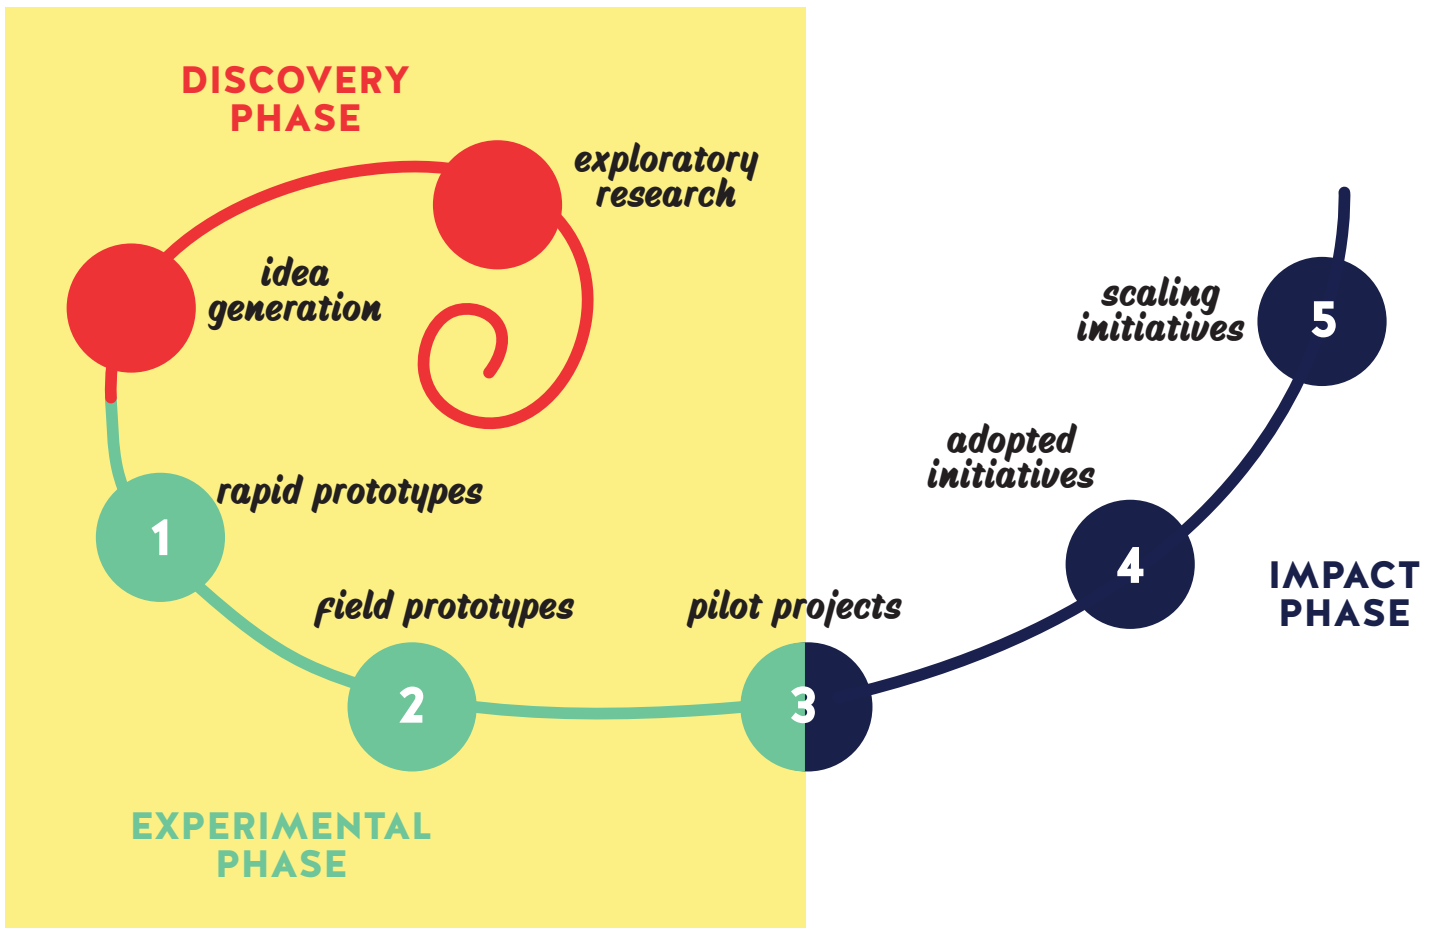 DISCOVERY
PHASE
exploratory
research
idea
generation
rapid prototypes
1
field prototypes
2
pilot projects
3
EXPERIMENTAL
PHASE
scaling
initiatives
5
adopted
initiatives
4
IMPACT
PHASE